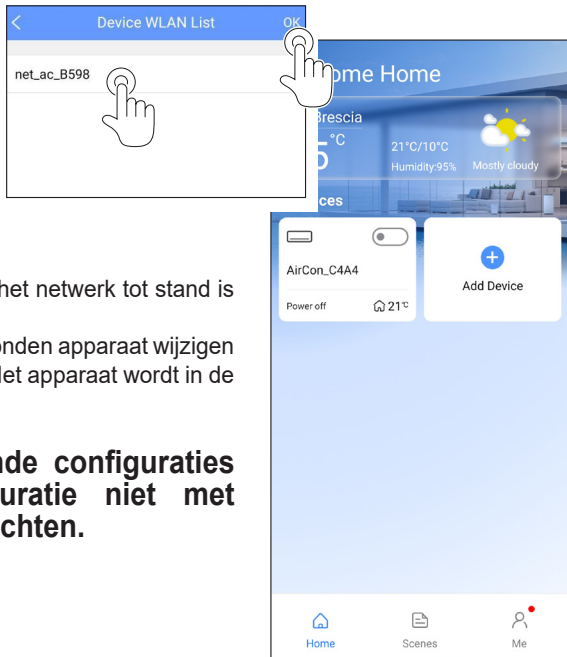 Device WLAN List OK
net_ac_B598
ome Home
Brescia
5°C
21°C/10°C
Humidity:95% Mostly cloudy
ces
AirCon_C4A4
Power off 21℃
Add Device
Home Scenes Me
het netwerk tot stand is
onden apparaat wijzigen
et apparaat wordt in de
nde configuraties
uratie niet met
chten.